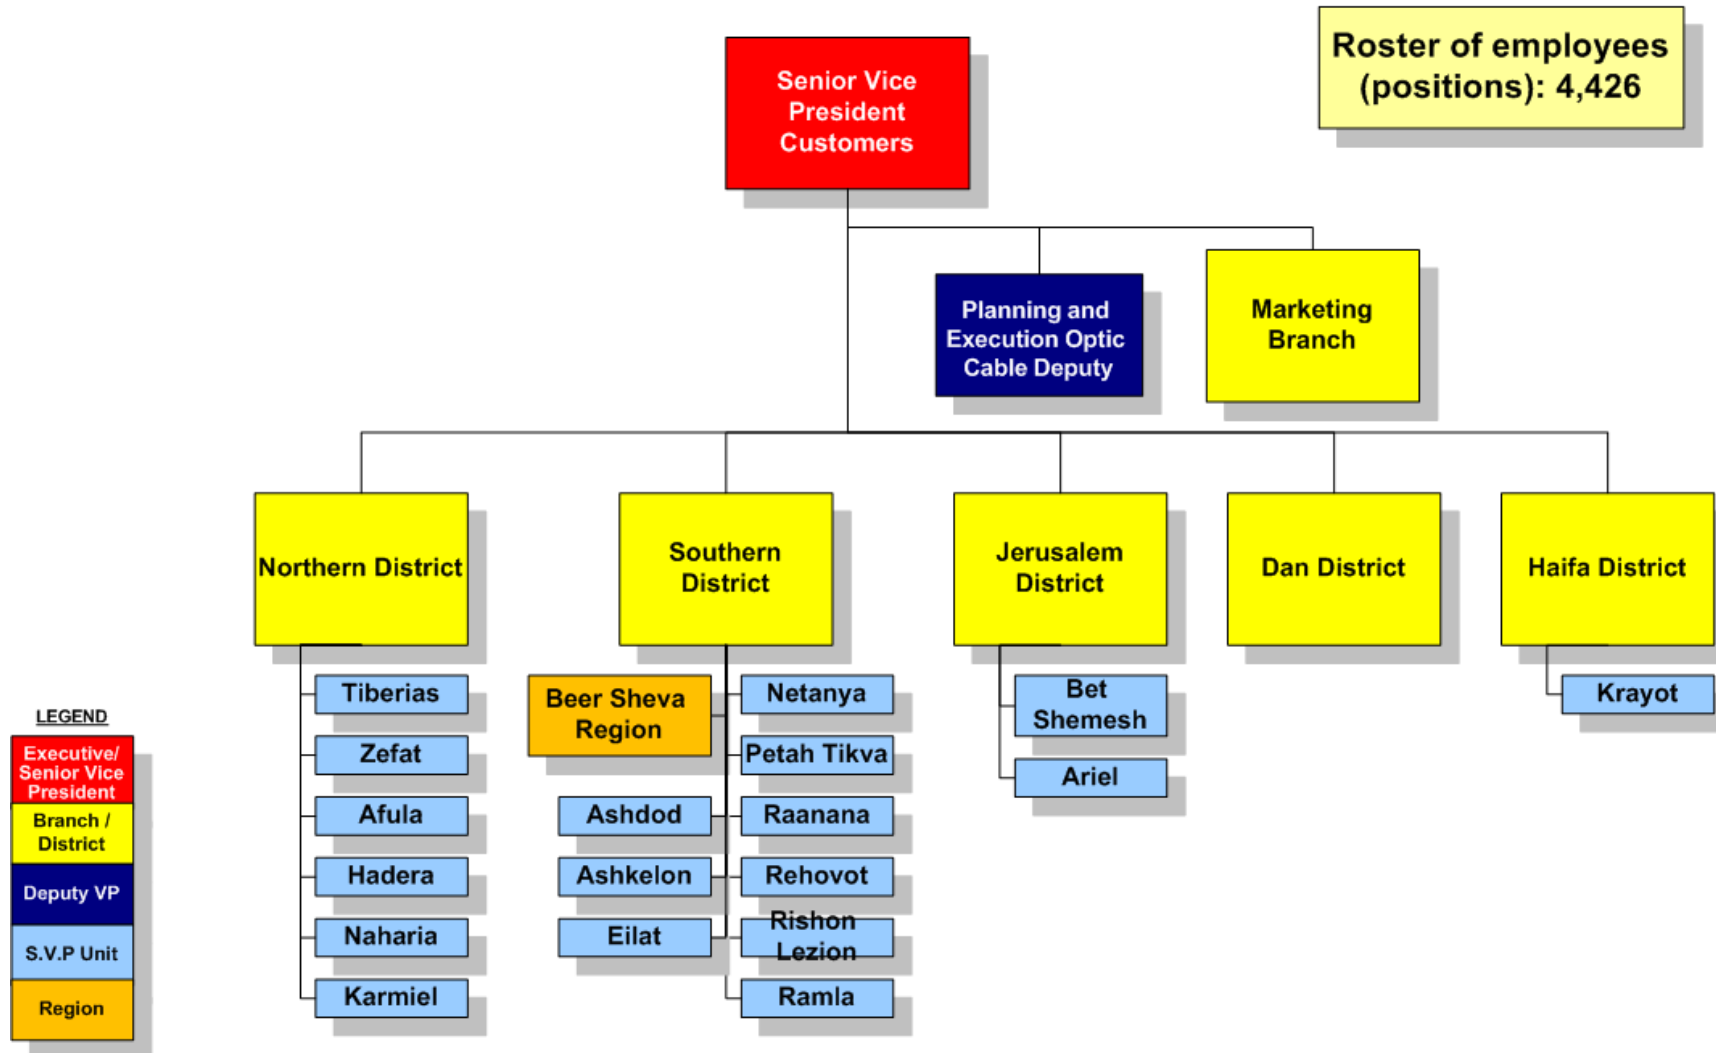 Roster of employees
(positions): 4,426
Senior Vice
President
Customers
Planning and
Execution Optic
Cable Deputy
Marketing
Branch
Northern District
Southern
District
Jerusalem
District
Dan District
Haifa District
Tiberias
Zefat
Afula
Hadera
Naharia
Karmiel
Beer Sheva
Region
Ashdod
Ashkelon
Eilat
Netanya
Petah Tikva
Raanana
Rehovot
Rishon
Lezion
Ramla
Bet
Shemesh
Ariel
Krayot
LEGEND
Executive/
Senior Vice
President
Branch /
District
Deputy VP
S.V.P Unit
Region